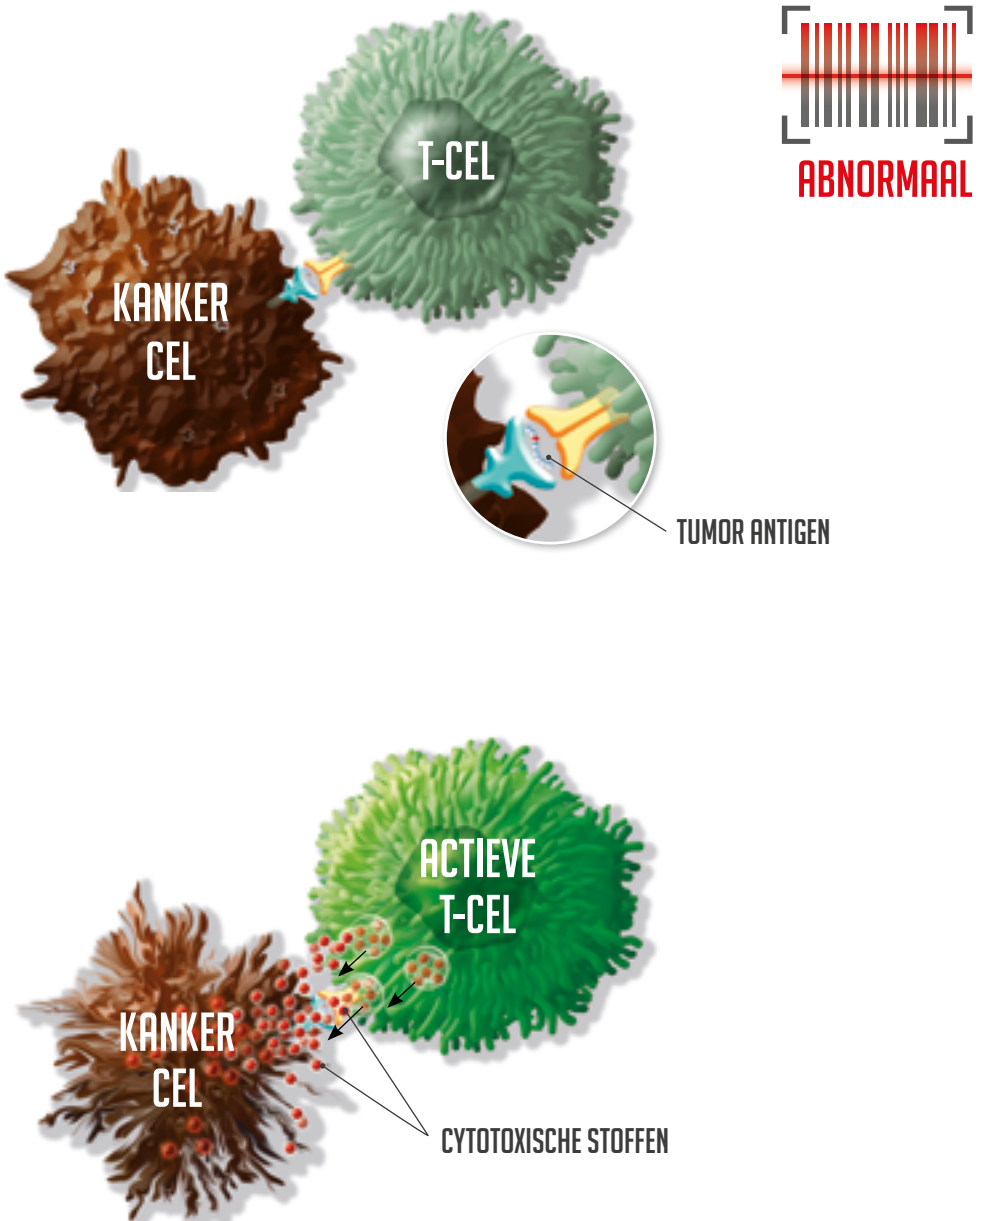 T-CEL
ABNORMAAL
KANKER
CEL
TUMOR ANTIGEN
ACTIEVE
T-CEL
KANKER
CEL
CYTOTOXISCHE STOFFEN